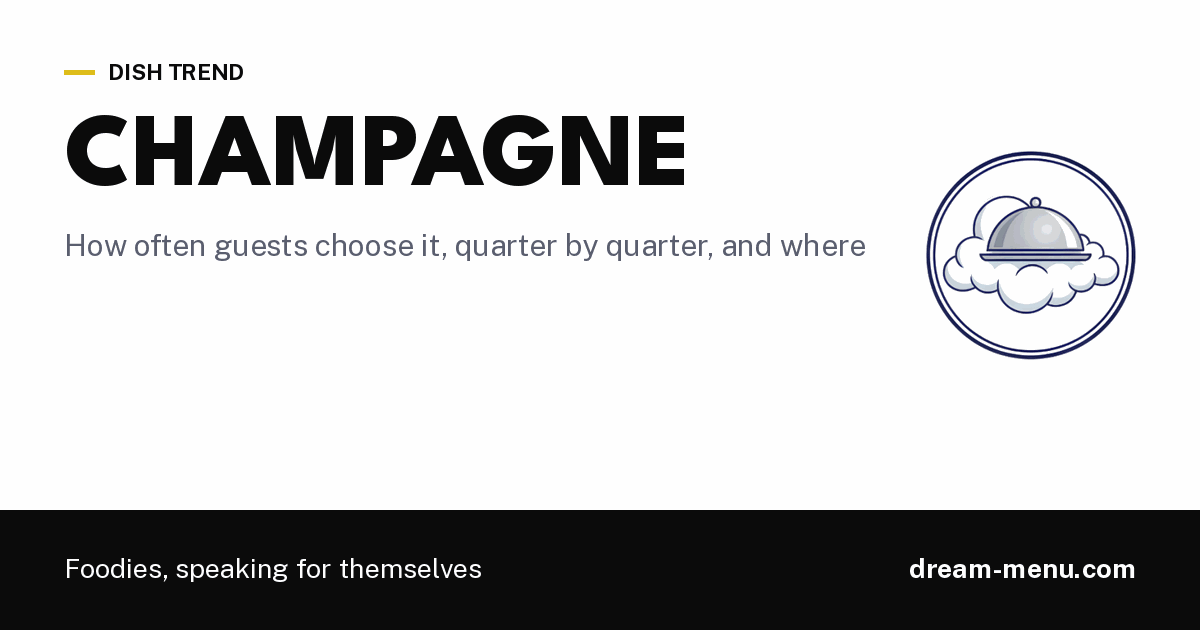 DISH TREND
CHAMPAGNE
How often guests choose it, quarter by quarter, and where
Foodies, speaking for themselves
dream-menu.com